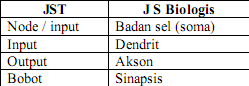 JST J S Biologis
Node / input Badan sel (soma)
Input Dendrit
Output Akson
Bobot Sinapsis